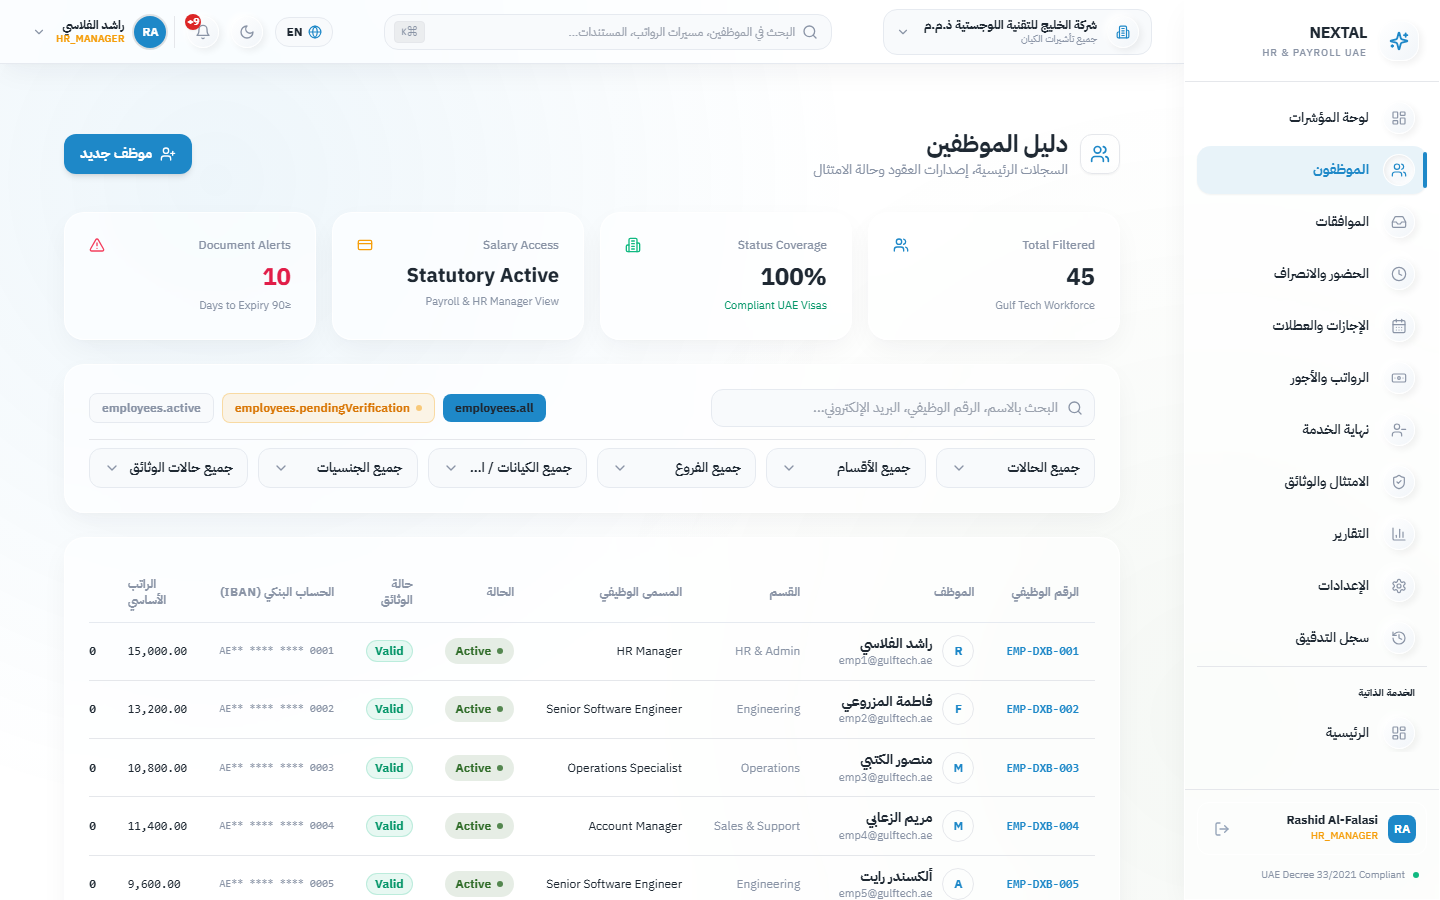 NEXTAL
HR & PAYROLL UAE
لوحة المؤشرات
الموظفون
الموافقات
الحضور والانصراف
الإجازات والعطلات
الرواتب والأجور
نهاية الخدمة
الامتثال والوثائق
التقارير
الإعدادات
سجل التدقيق
الخدمة الذاتية
الرئيسية
Rashid Al-Falasi
HR_MANAGER
RA
UAE Decree 33/2021 Compliant
شركة الخليج للتقنية اللوجستية ذ.م.م
جميع تأشيرات الكيان
البحث في الموظفين، مسيرات الرواتب، المستندات...
⌘K
EN
9+
RA
راشد الفلاسي
HR_MANAGER
دليل الموظفين
السجلات الرئيسية، إصدارات العقود وحالة الامتثال
موظف جديد
Total Filtered
45
Gulf Tech Workforce
Status Coverage
100%
Compliant UAE Visas
Salary Access
Statutory Active
Payroll & HR Manager View
Document Alerts
10
Days to Expiry 90≥
البحث بالاسم، الرقم الوظيفي، البريد الإلكتروني...
employees.all
employees.pendingVerification
employees.active
جميع الحالات
جميع الأقسام
جميع الفروع
جميع الكيانات / ا...
جميع الجنسيات
جميع حالات الوثائق
الرقم الوظيفي الموظف القسم المسمى الوظيفي الحالة حالة الوثائق الحساب البنكي (IBAN) الراتب الأساسي
EMP-DXB-001 R راشد الفلاسي emp1@gulftech.ae HR & Admin HR Manager Active Valid AE** **** **** 0001 15,000.00 0
EMP-DXB-002 F فاطمة المزروعي emp2@gulftech.ae Engineering Senior Software Engineer Active Valid AE** **** **** 0002 13,200.00 0
EMP-DXB-003 M منصور الكتبي emp3@gulftech.ae Operations Operations Specialist Active Valid AE** **** **** 0003 10,800.00 0
EMP-DXB-004 M مريم الزعابي emp4@gulftech.ae Sales & Support Account Manager Active Valid AE** **** **** 0004 11,400.00 0
EMP-DXB-005 A ألكسندر رايت emp5@gulftech.ae Engineering Senior Software Engineer Active Valid AE** **** **** 0005 9,600.00 0